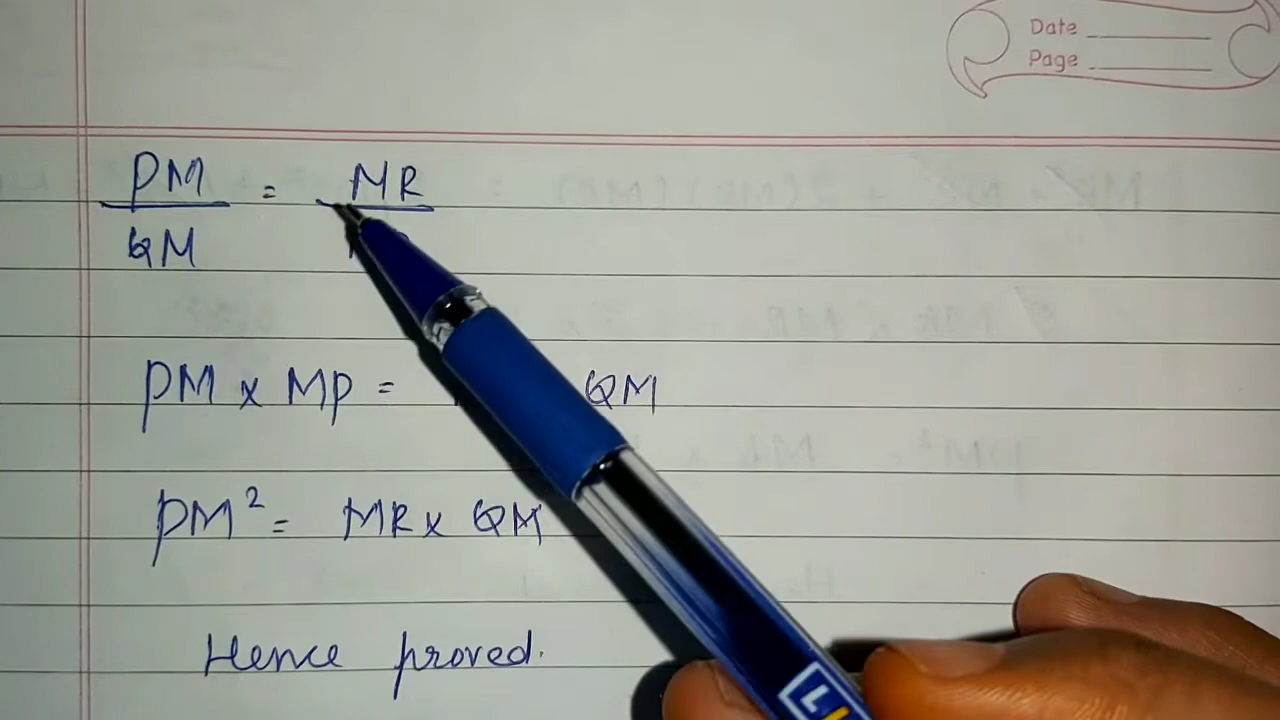 Date
Page
PM = MR
QM
PM x MP = QM
PM² = MR x QM
Hence proved.